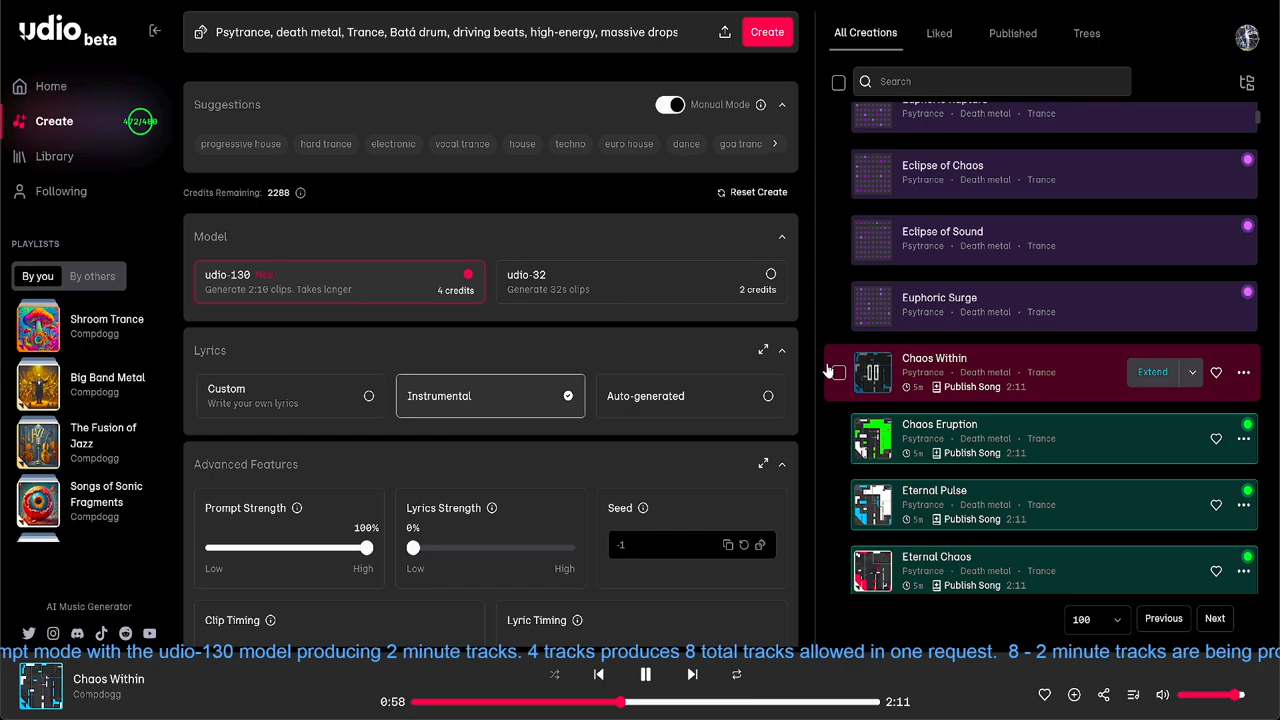 udio beta
Psytrance, death metal, Trance, Batá drum, driving beats, high-energy, massive drops
Create
All Creations
Liked
Published
Trees
Home
Create
472/480
Library
Following
Search
Suggestions
Manual Mode
progressive house
hard trance
electronic
vocal trance
house
techno
euro house
dance
goa tranc
Credits Remaining: 2288
Reset Create
PLAYLISTS
By you
By others
Shroom Trance
Compdogg
Big Band Metal
Compdogg
The Fusion of
Jazz
Compdogg
Songs of Sonic
Fragments
Compdogg
AI Music Generator
Model
udio-130 New
Generate 2:10 clips. Takes longer
4 credits
udio-32
Generate 32s clips
2 credits
Lyrics
Custom
Write your own lyrics
Instrumental
Auto-generated
Advanced Features
Prompt Strength
100%
Low
High
Lyrics Strength
0%
Low
High
Seed
-1
Clip Timing
Lyric Timing
Euphoric Rapture
Psytrance · Death metal · Trance
Eclipse of Chaos
Psytrance · Death metal · Trance
Eclipse of Sound
Psytrance · Death metal · Trance
Euphoric Surge
Psytrance · Death metal · Trance
Chaos Within
Psytrance · Death metal · Trance
5m Publish Song 2:11
Extend
Chaos Eruption
Psytrance · Death metal · Trance
5m Publish Song 2:11
Eternal Pulse
Psytrance · Death metal · Trance
5m Publish Song 2:11
Eternal Chaos
Psytrance · Death metal · Trance
5m Publish Song 2:11
100
Previous
Next
mpt mode with the udio-130 model producing 2 minute tracks. 4 tracks produces 8 total tracks allowed in one request. 8 - 2 minute tracks are being pro
Chaos Within
Compdogg
0:58
2:11